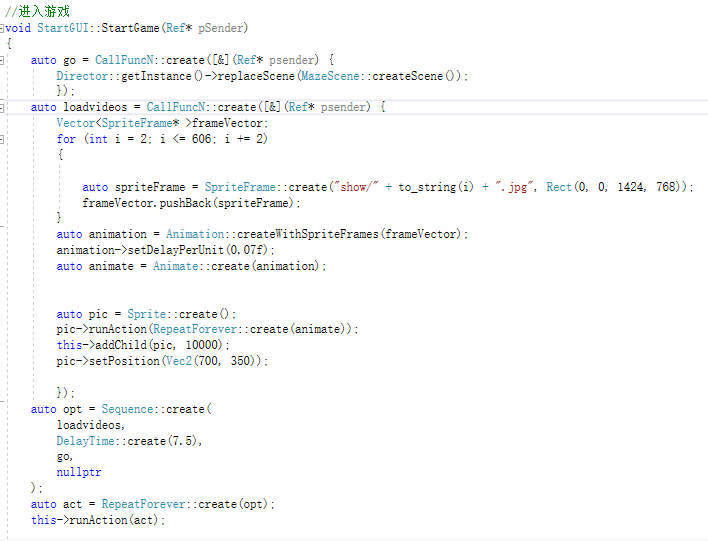 //进入游戏
void StartGUI::StartGame(Ref* pSender)
{
    auto go = CallFuncN::create([&](Ref* psender) {
        Director::getInstance()->replaceScene(MazeScene::createScene());
        });
    auto loadvideos = CallFuncN::create([&](Ref* psender) {
        Vector<SpriteFrame* >frameVector;
        for (int i = 2; i <= 606; i += 2)
        {
            auto spriteFrame = SpriteFrame::create("show/" + to_string(i) + ".jpg", Rect(0, 0, 1424, 768));
            frameVector.pushBack(spriteFrame);
        }
        auto animation = Animation::createWithSpriteFrames(frameVector);
        animation->setDelayPerUnit(0.07f);
        auto animate = Animate::create(animation);
        auto pic = Sprite::create();
        pic->runAction(RepeatForever::create(animate));
        this->addChild(pic, 10000);
        pic->setPosition(Vec2(700, 350));
        });
    auto opt = Sequence::create(
        loadvideos,
        DelayTime::create(7.5),
        go,
        nullptr
    );
    auto act = RepeatForever::create(opt);
    this->runAction(act);